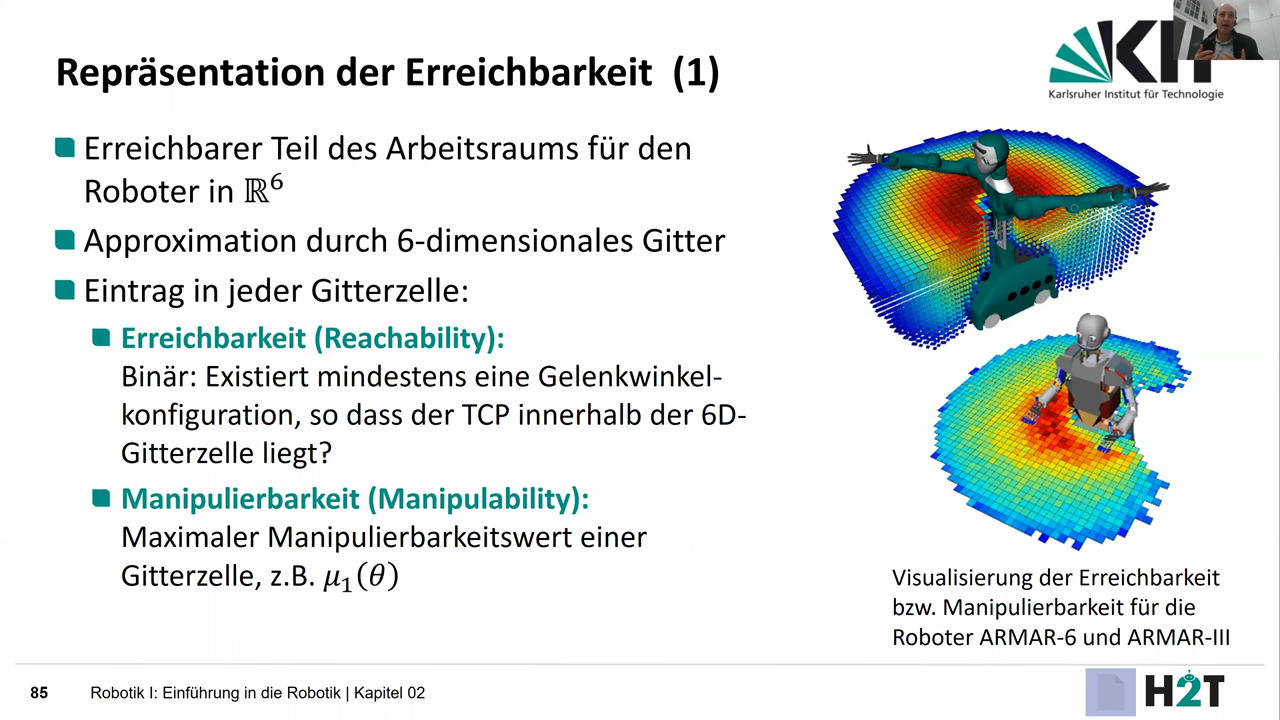 Repräsentation der Erreichbarkeit (1)
KIT
Karlsruher Institut für Technologie
Erreichbarer Teil des Arbeitsraums für den
Roboter in ℝ⁶
Approximation durch 6-dimensionales Gitter
Eintrag in jeder Gitterzelle:
Erreichbarkeit (Reachability):
Binär: Existiert mindestens eine Gelenkwinkel-
konfiguration, so dass der TCP innerhalb der 6D-
Gitterzelle liegt?
Manipulierbarkeit (Manipulability):
Maximaler Manipulierbarkeitswert einer
Gitterzelle, z.B. μ₁(θ)
Visualisierung der Erreichbarkeit
bzw. Manipulierbarkeit für die
Roboter ARMAR-6 und ARMAR-III
85 Robotik I: Einführung in die Robotik | Kapitel 02
H2T